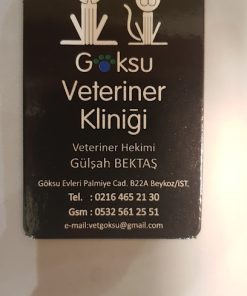 Göksu
Veteriner
Kliniği
Veteriner Hekimi
Gülşah BEKTAŞ
Göksu Evleri Palmiye Cad. B22A Beykoz/İST.
Tel. : 0216 465 21 30
Gsm : 0532 561 25 51
e-mail:vetgoksu@gmail.com